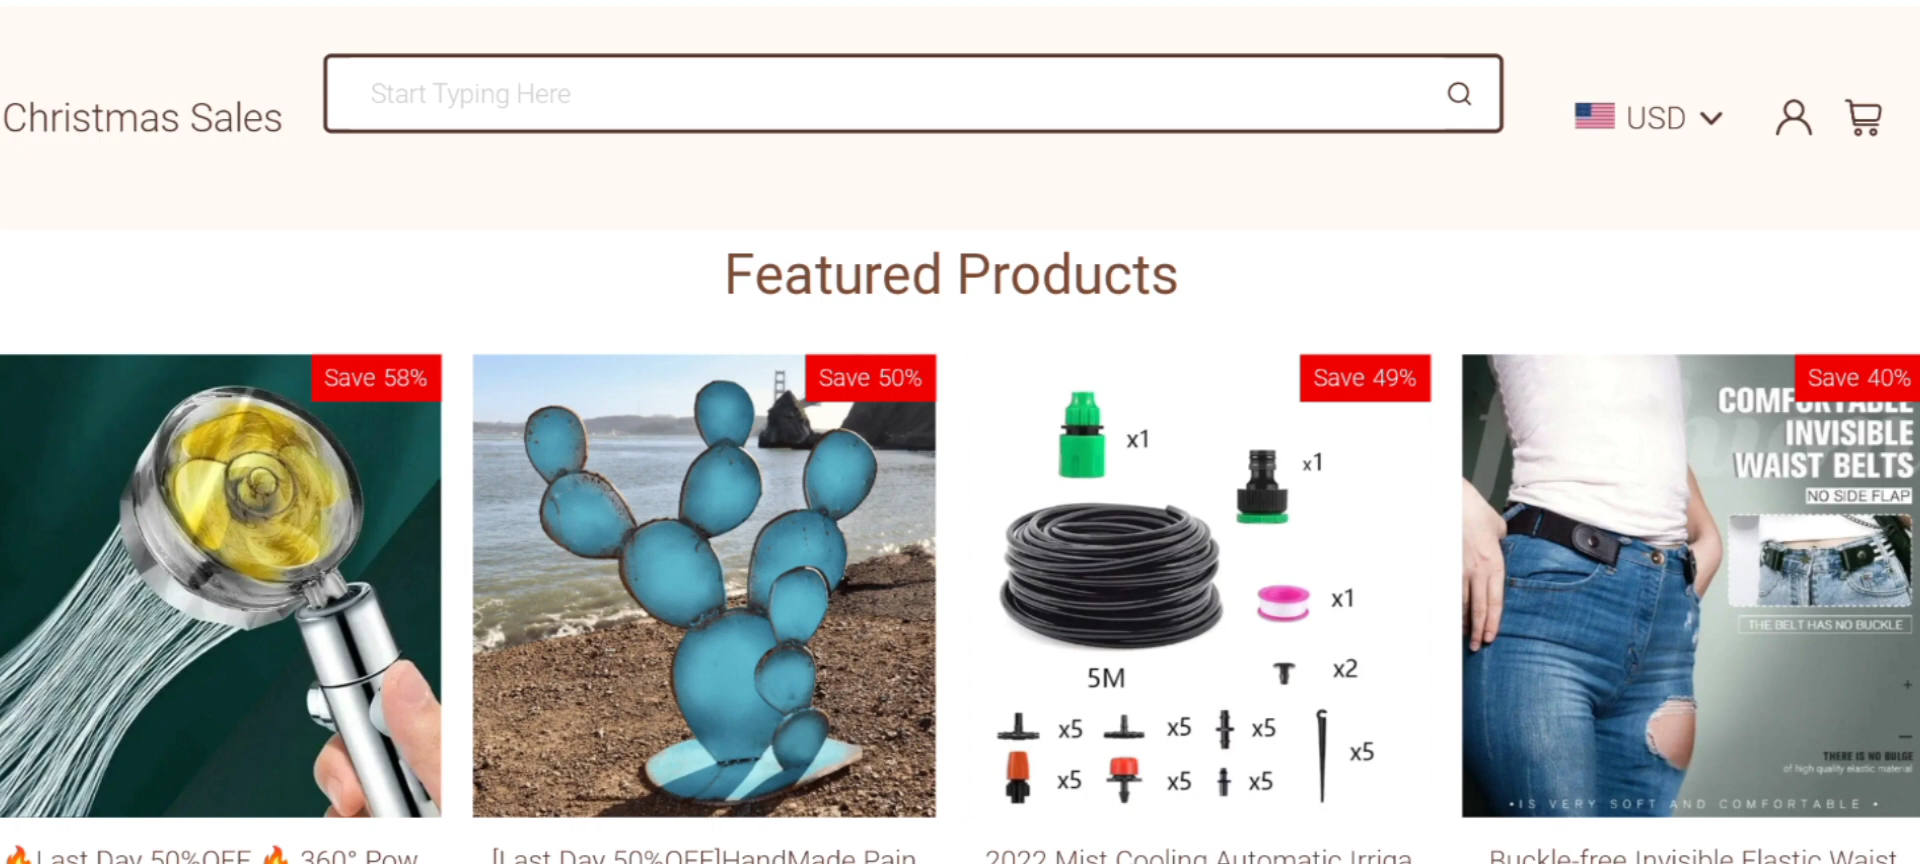 Christmas Sales
Start Typing Here
USD
Featured Products
Save 58%
Save 50%
Save 49%
Save 40%
x1
x1
x1
5M
x2
x5
x5
x5
x5
x5
x5
x5
COMFORTABLE
INVISIBLE
WAIST BELTS
NO SIDE FLAP
THE BELT HAS NO BUCKLE
THERE IS NO BULGE
of high quality elastic material
•IS VERY SOFT AND COMFORTABLE •
🔥Last Day 50%OFF 🔥 360° Pow
[Last Day 50%OFF]HandMade Pain
2022 Mist Cooling Automatic Irriga
Buckle-free Invisible Elastic Waist